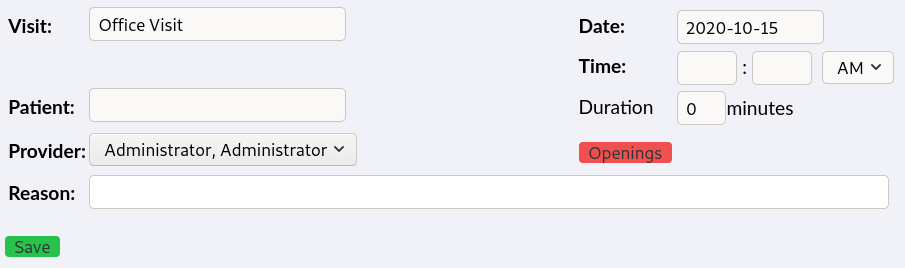 Visit: Office Visit Date: 2020-10-15
Time: : AM
Patient: Duration 0 minutes
Provider: Administrator, Administrator Openings
Reason:
Save